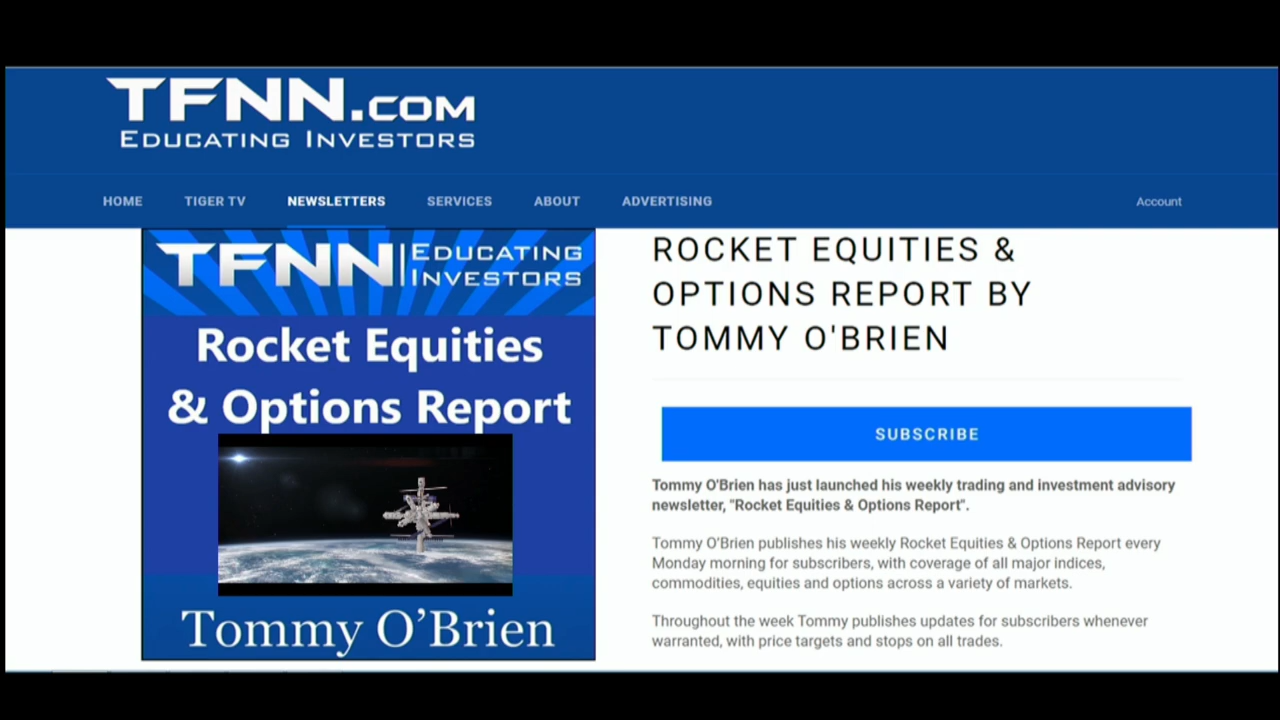 TFNN.COM
EDUCATING INVESTORS
HOME TIGER TV NEWSLETTERS SERVICES ABOUT ADVERTISING Account
TFNN|EDUCATING
INVESTORS
Rocket Equities
& Options Report
Tommy O'Brien
ROCKET EQUITIES &
OPTIONS REPORT BY
TOMMY O'BRIEN
SUBSCRIBE
Tommy O'Brien has just launched his weekly trading and investment advisory
newsletter, "Rocket Equities & Options Report".
Tommy O'Brien publishes his weekly Rocket Equities & Options Report every
Monday morning for subscribers, with coverage of all major indices,
commodities, equities and options across a variety of markets.
Throughout the week Tommy publishes updates for subscribers whenever
warranted, with price targets and stops on all trades.